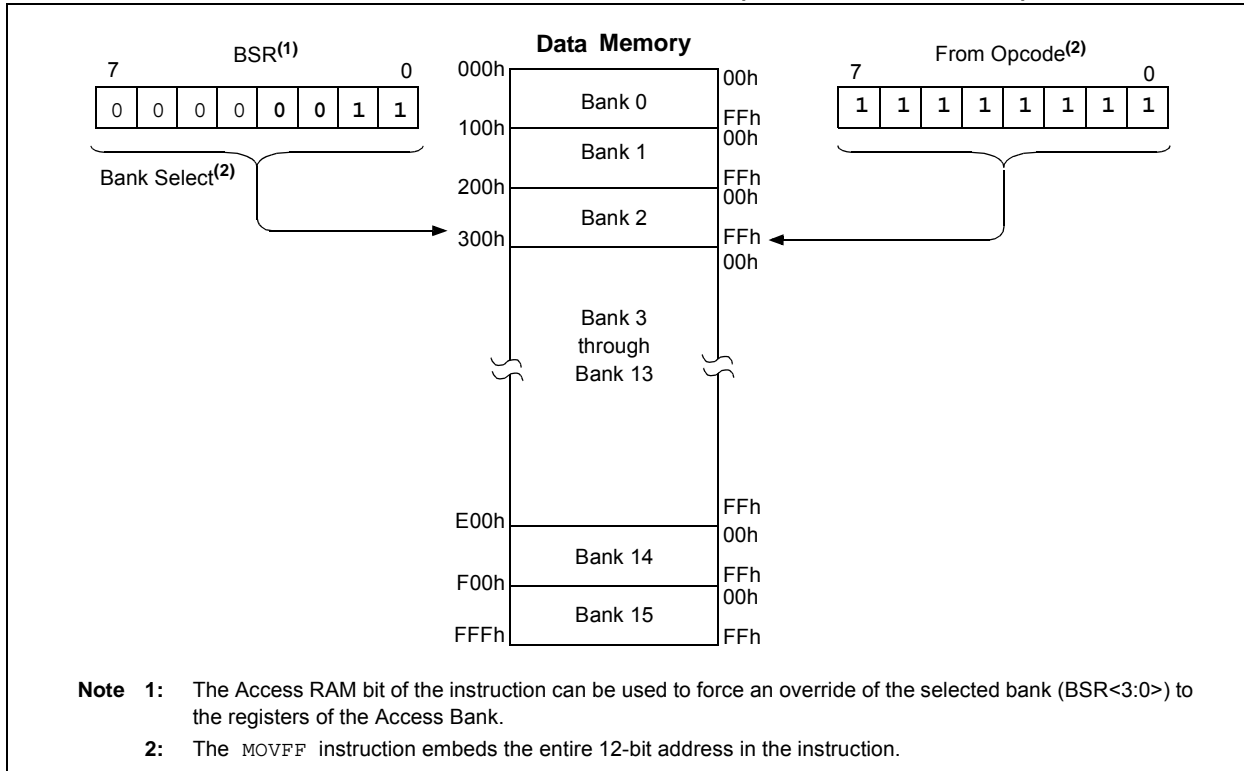 Data Memory
BSR(1)
7 0
0 0 0 0 0 0 1 1
Bank Select(2)
From Opcode(2)
7 0
1 1 1 1 1 1 1 1
000h
Bank 0
00h
FFh
100h
Bank 1
00h
FFh
200h
Bank 2
00h
FFh
300h
Bank 3
through
Bank 13
00h
FFh
E00h
Bank 14
00h
FFh
F00h
Bank 15
00h
FFFh
FFh
Note 1: The Access RAM bit of the instruction can be used to force an override of the selected bank (BSR<3:0>) to
the registers of the Access Bank.
2: The MOVFF instruction embeds the entire 12-bit address in the instruction.